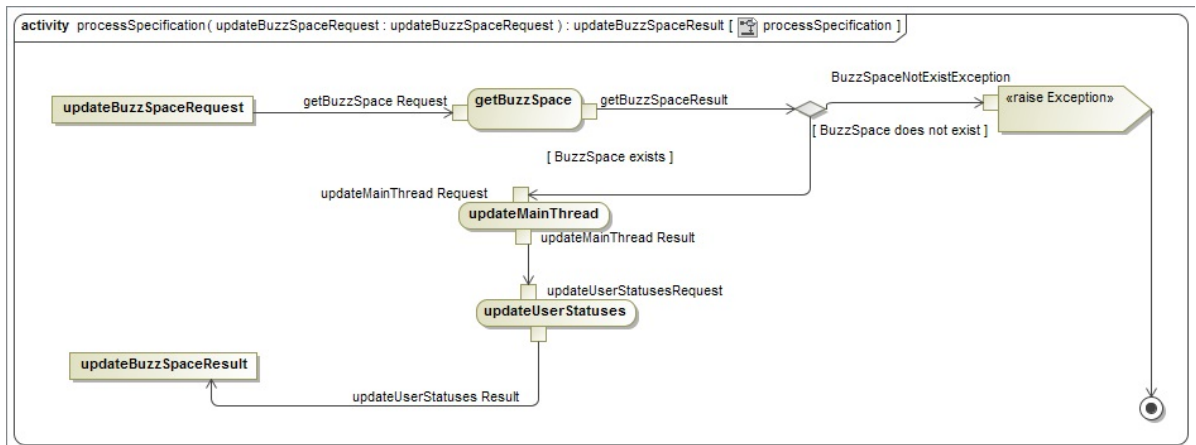 activity processSpecification( updateBuzzSpaceRequest : updateBuzzSpaceRequest ) : updateBuzzSpaceResult [ processSpecification ]
BuzzSpaceNotExistException
updateBuzzSpaceRequest
getBuzzSpace Request
getBuzzSpace
getBuzzSpaceResult
«raise Exception»
[ BuzzSpace does not exist ]
[ BuzzSpace exists ]
updateMainThread Request
updateMainThread
updateMainThread Result
updateUserStatusesRequest
updateUserStatuses
updateBuzzSpaceResult
updateUserStatuses Result